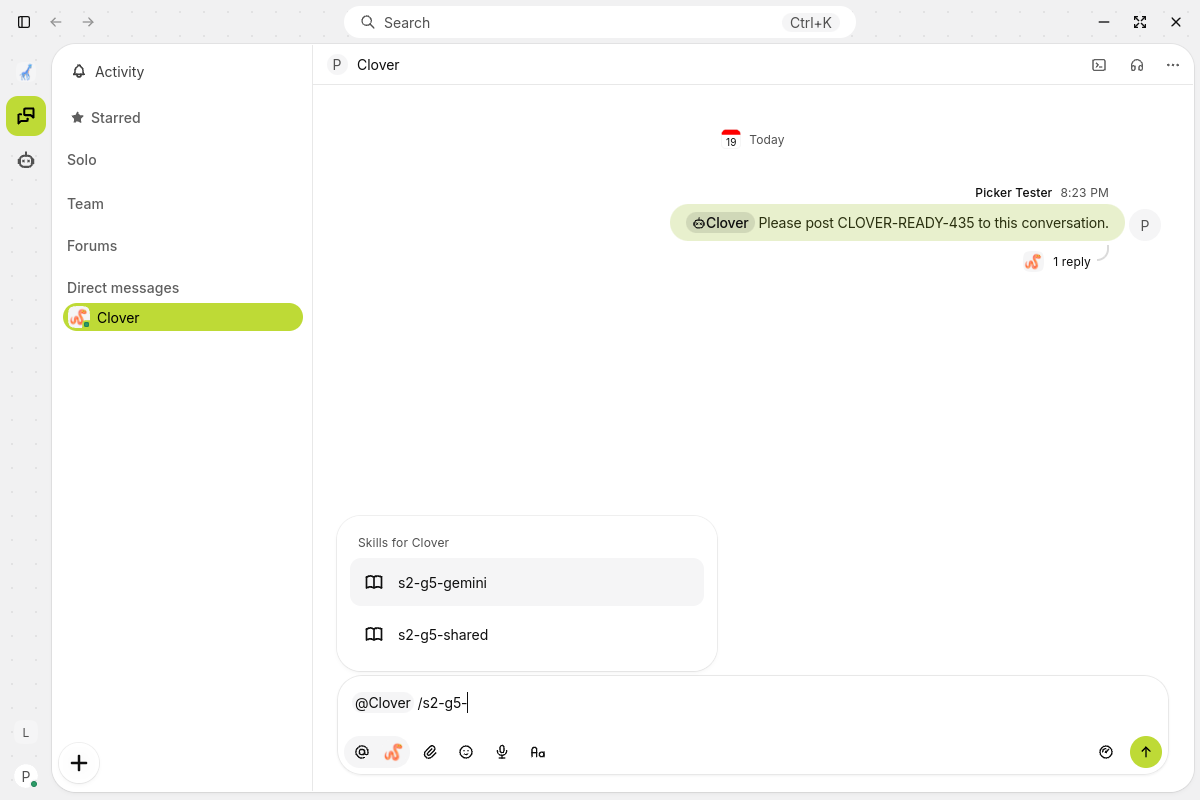 Search
Ctrl+K
Activity
Starred
Solo
Team
Forums
Direct messages
Clover
L
P
P
Clover
19
Today
Picker Tester 8:23 PM
Clover Please post CLOVER-READY-435 to this conversation.
P
1 reply
Skills for Clover
s2-g5-gemini
s2-g5-shared
@Clover /s2-g5-